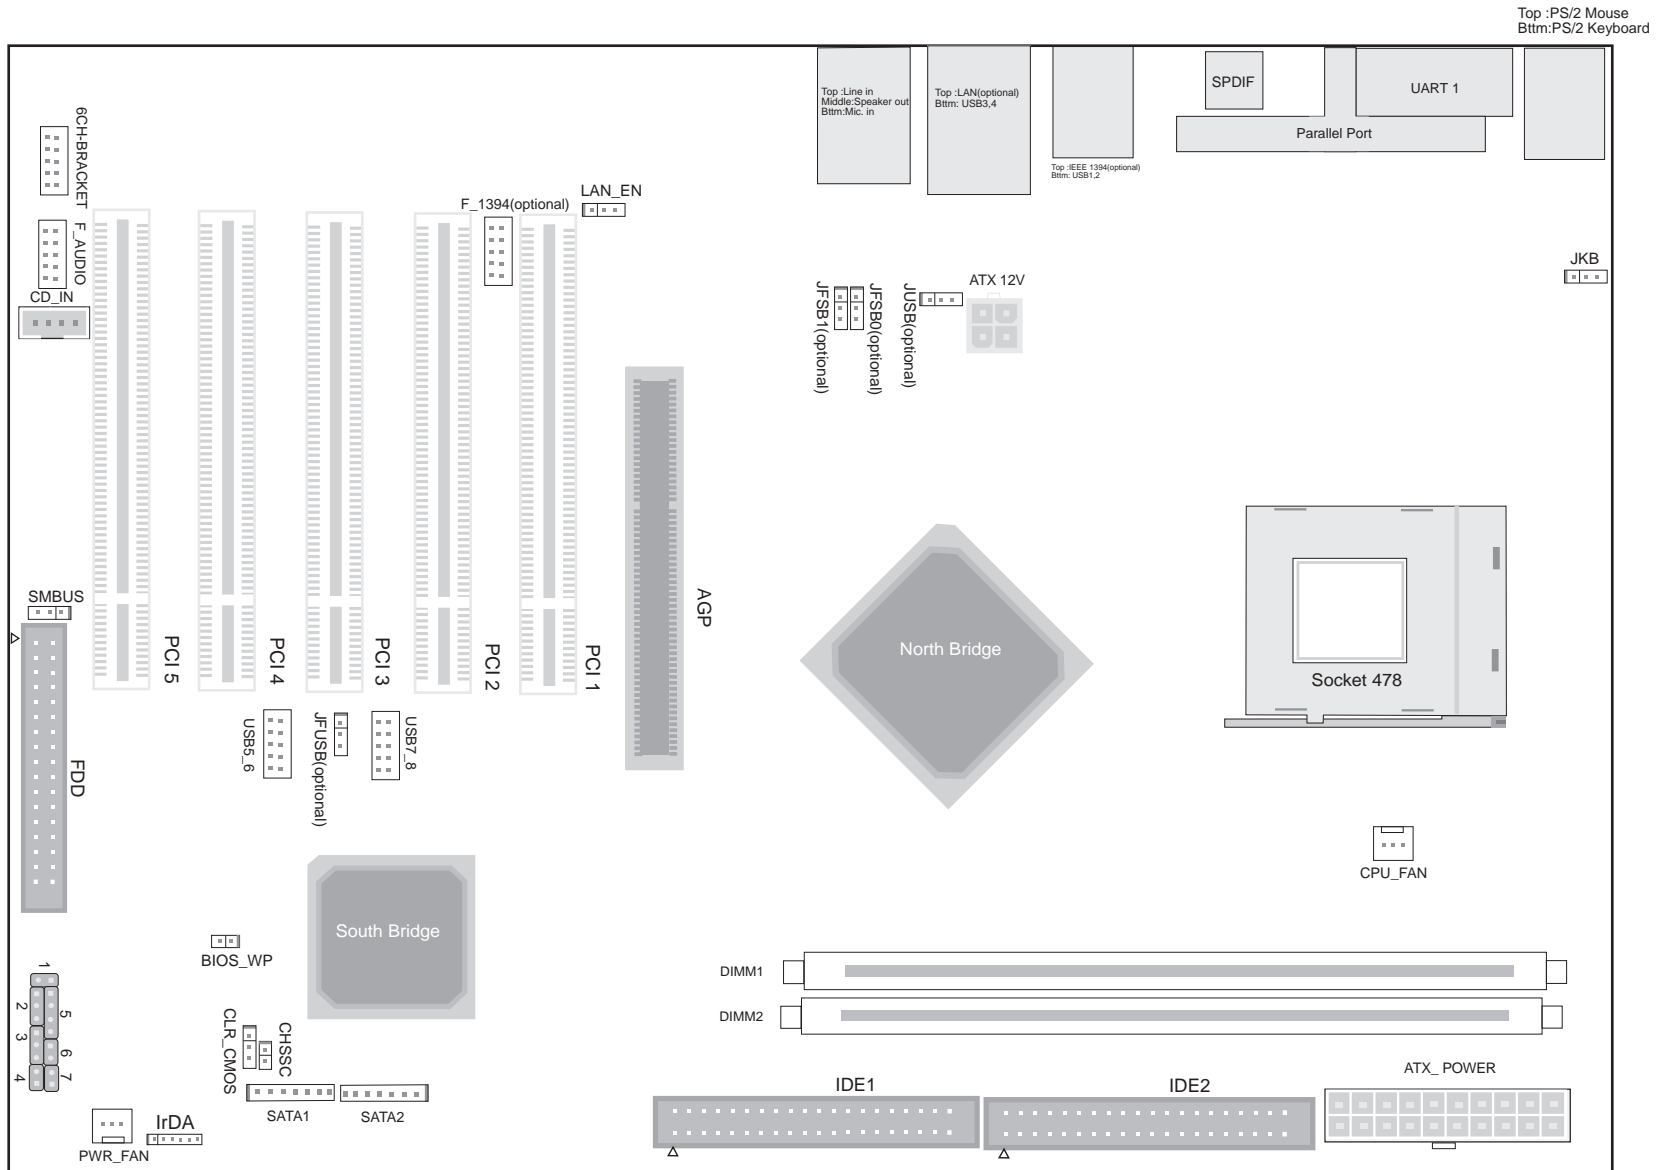 Top :PS/2 Mouse
Bttm:PS/2 Keyboard
Top :Line in
Middle:Speaker out
Bttm:Mic. in
Top :LAN(optional)
Bttm: USB3,4
Top :IEEE 1394(optional)
Bttm: USB1,2
SPDIF
UART 1
Parallel Port
6CH-BRACKET
F_AUDIO
CD_IN
F_1394(optional)
LAN_EN
JFSB1(optional)
JFSB0(optional)
JUSB(optional)
ATX 12V
JKB
SMBUS
FDD
PCI 5
PCI 4
PCI 3
PCI 2
PCI 1
AGP
North Bridge
Socket 478
USB5_6
JFUSB(optional)
USB7_8
CPU_FAN
South Bridge
BIOS_WP
DIMM1
DIMM2
1
2
5
3
6
4
7
CLR_CMOS
CHSSC
SATA1
SATA2
IrDA
PWR_FAN
IDE1
IDE2
ATX_ POWER